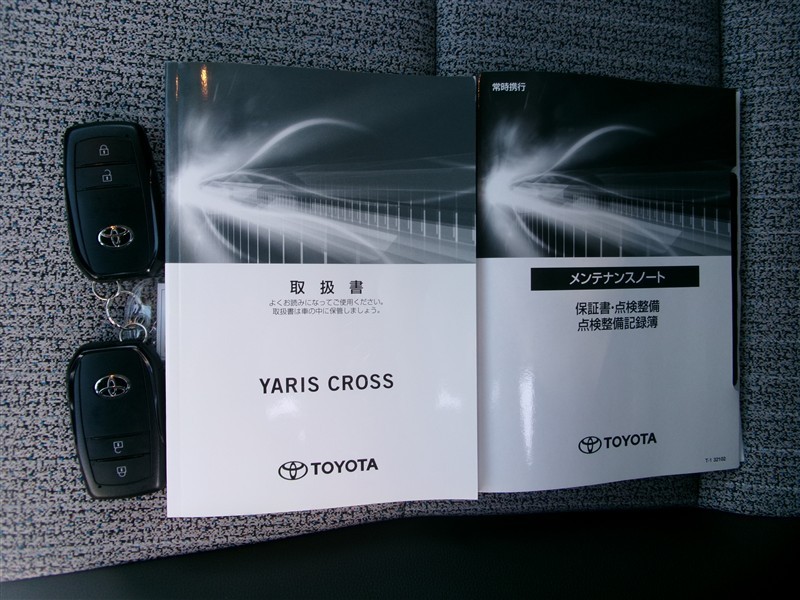 取扱書
よくお読みになってご使用ください。
取扱書は車の中に保管しましょう。
YARIS CROSS
TOYOTA
常時携行
メンテナンスノート
保証書・点検整備
点検整備記録簿
TOYOTA